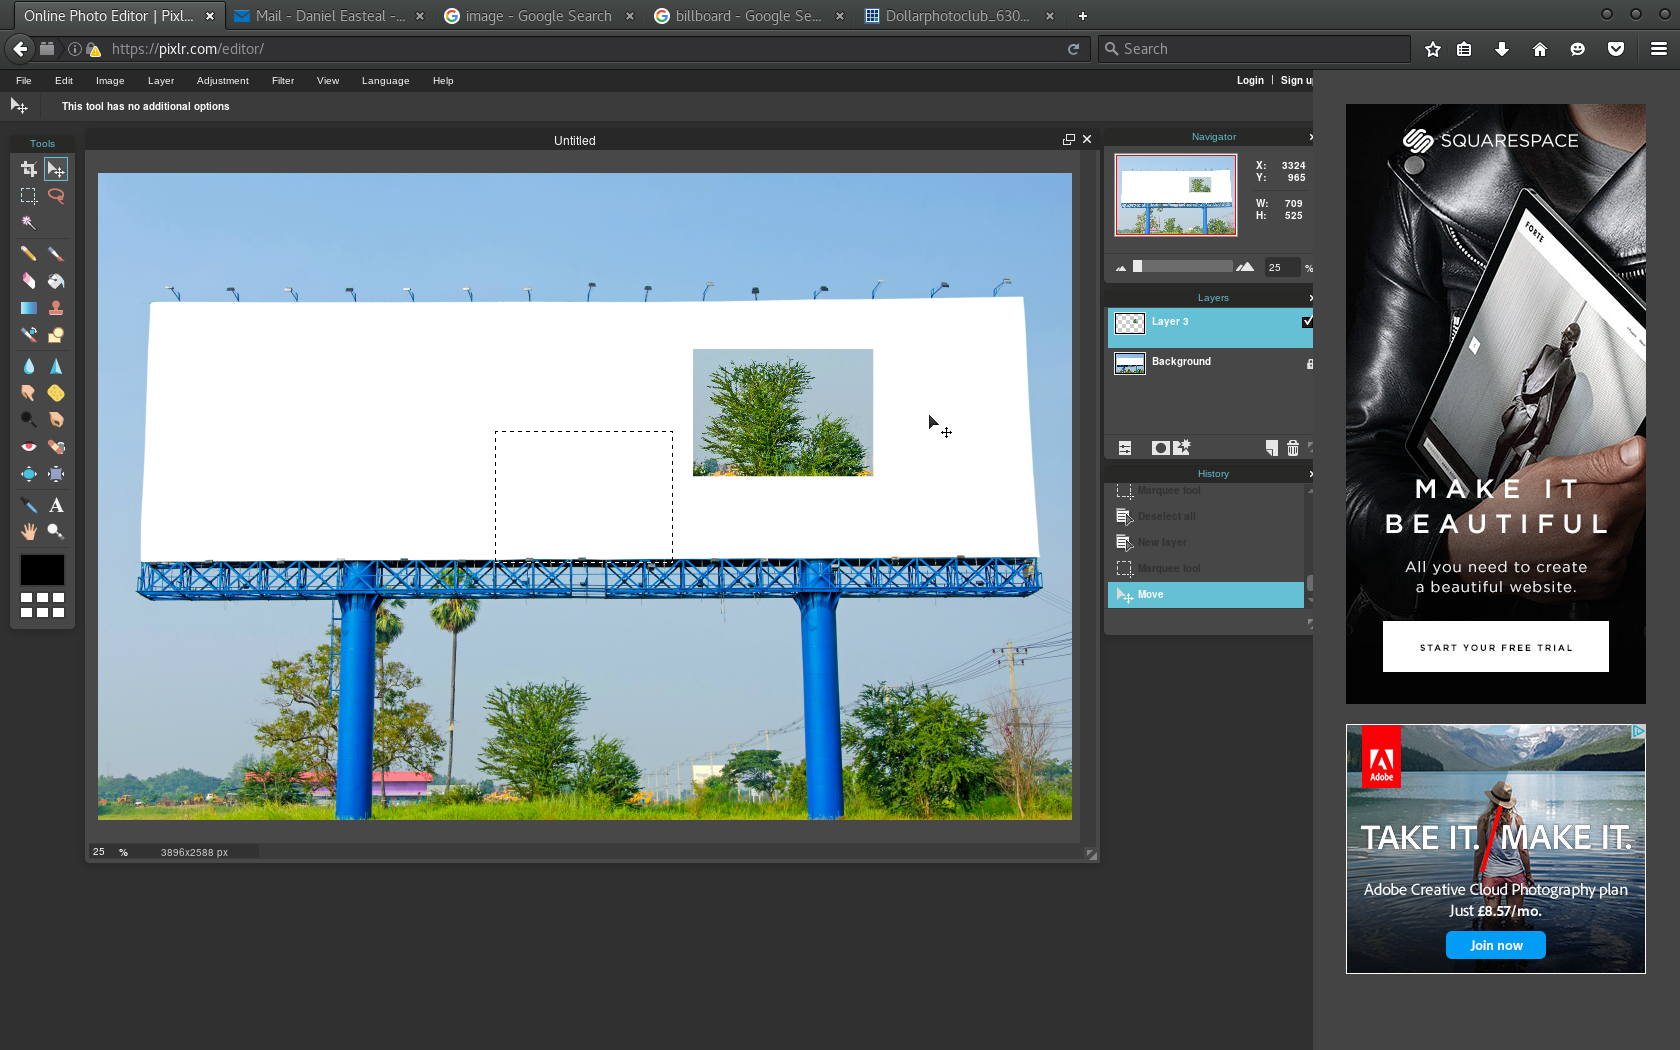 Online Photo Editor | Pixlr...
Mail - Daniel Easteal -...
image - Google Search
billboard - Google Se...
Dollarphotoclub_630...
https://pixlr.com/editor/
Search
File Edit Image Layer Adjustment Filter View Language Help
Login | Sign u
This tool has no additional options
Tools
Untitled
Navigator
X: 3324
Y: 965
W: 709
H: 525
25 %
Layers
Layer 3
Background
History
Marquee tool
Deselect all
New layer
Marquee tool
Move
A
25 % 3896x2588 px
SQUARESPACE
FORTE
MAKE IT
BEAUTIFUL
All you need to create
a beautiful website.
START YOUR FREE TRIAL
Adobe
TAKE IT. MAKE IT.
Adobe Creative Cloud Photography plan
Just £8.57/mo.
Join now